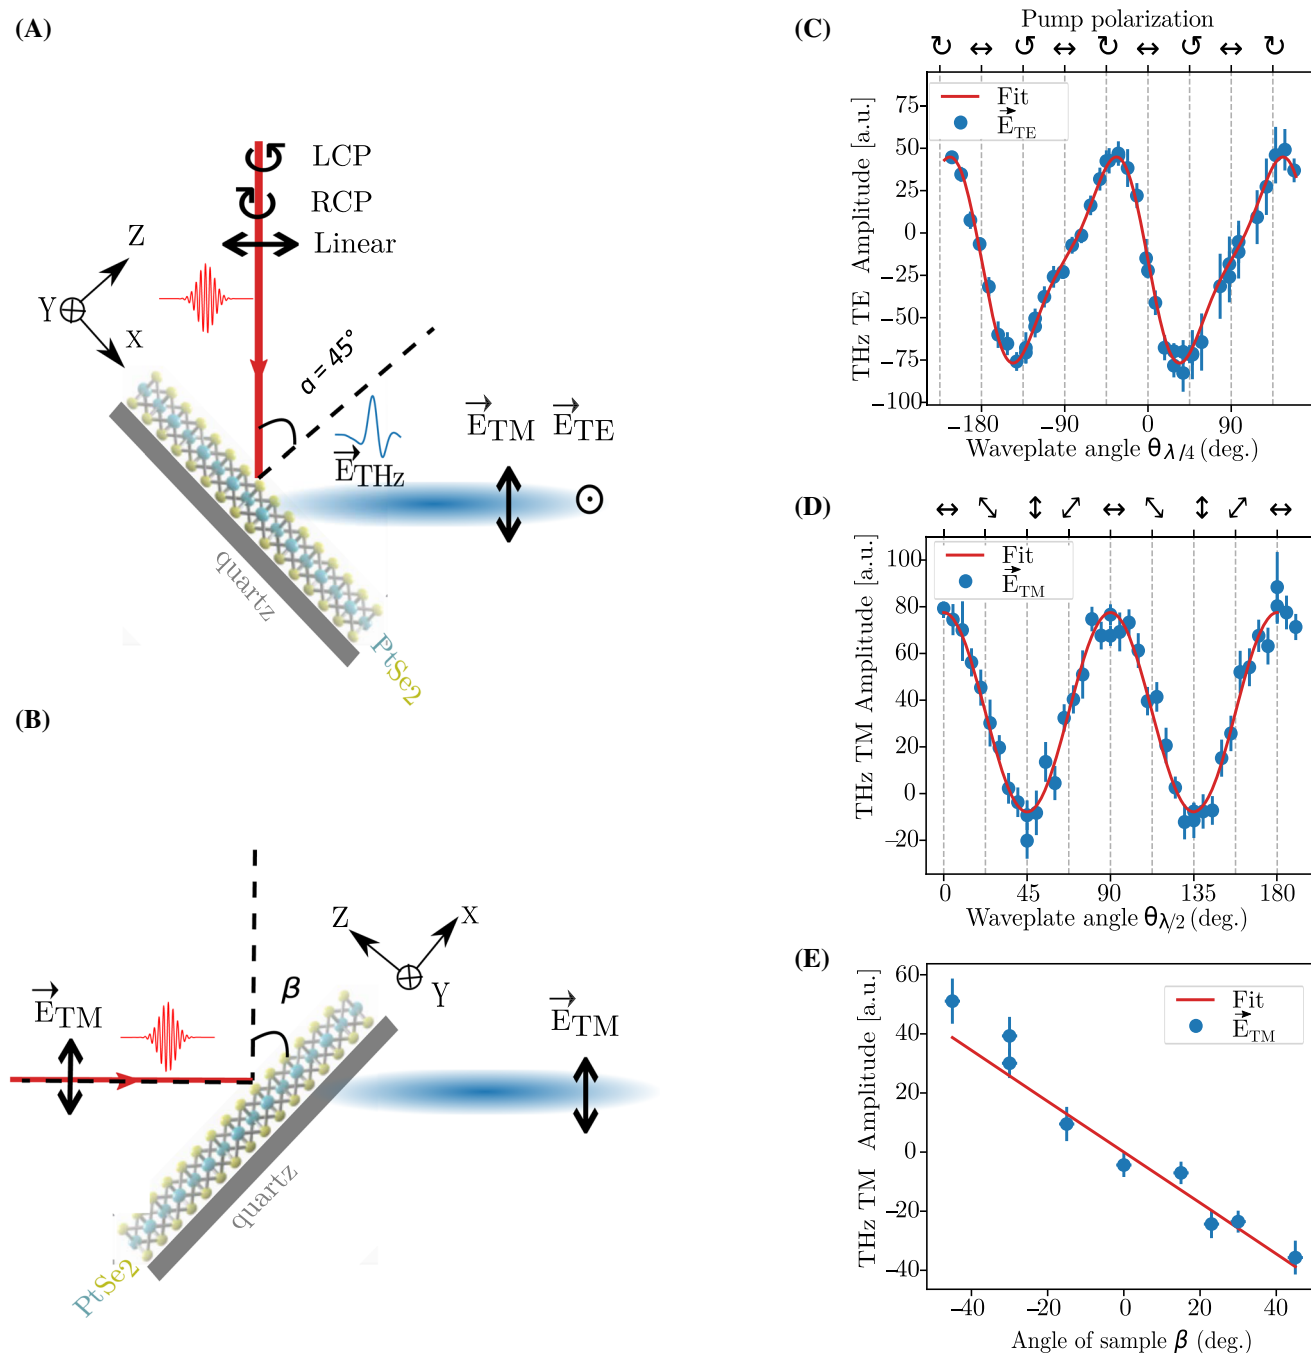 (A)
LCP
RCP
Linear
Z
Y
X
α = 45°
E THz
E TM
E TE
quartz
PtSe2
(B)
Z
X
Y
β
E TM
E TM
quartz
PtSe2
(C)
Pump polarization
Fit
E TE
THz TE Amplitude [a.u.]
75
50
25
0
−25
−50
−75
−100
−180
−90
0
90
Waveplate angle θλ/4 (deg.)
(D)
Fit
E TM
THz TM Amplitude [a.u.]
100
80
60
40
20
0
−20
0
45
90
135
180
Waveplate angle θλ/2 (deg.)
(E)
Fit
E TM
THz TM Amplitude [a.u.]
60
40
20
0
−20
−40
−40
−20
0
20
40
Angle of sample β (deg.)